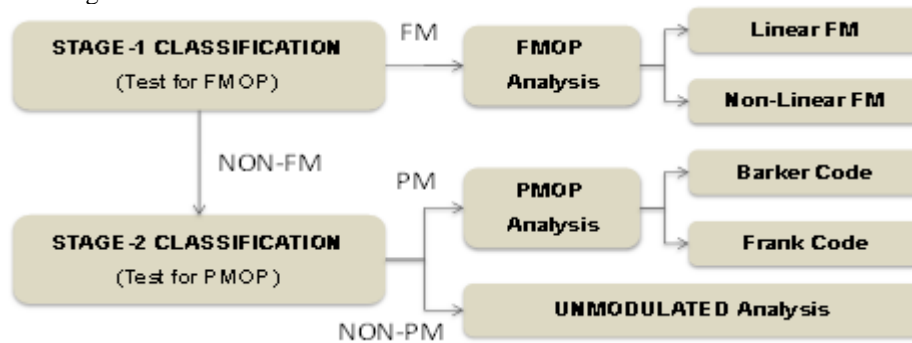 STAGE-1 CLASSIFICATION
(Test for FMOP)
FM
FMOP
Analysis
Linear FM
Non-Linear FM
NON-FM
STAGE-2 CLASSIFICATION
(Test for PMOP)
PM
PMOP
Analysis
Barker Code
Frank Code
NON-PM
UNMODULATED Analysis